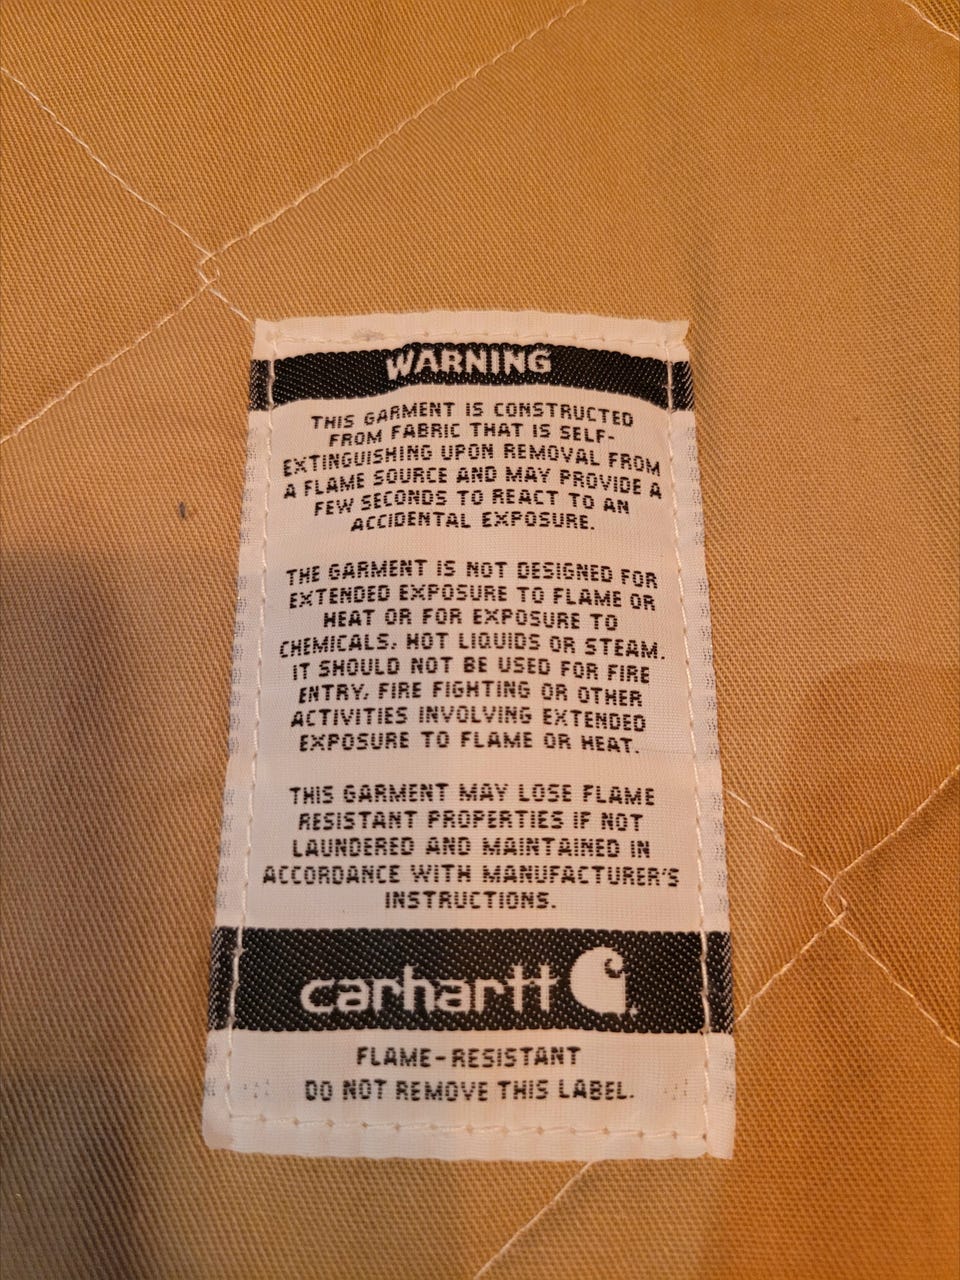 WARNING
THIS GARMENT IS CONSTRUCTED
FROM FABRIC THAT IS SELF-
EXTINGUISHING UPON REMOVAL FROM
A FLAME SOURCE AND MAY PROVIDE A
FEW SECONDS TO REACT TO AN
ACCIDENTAL EXPOSURE.
THE GARMENT IS NOT DESIGNED FOR
EXTENDED EXPOSURE TO FLAME OR
HEAT OR FOR EXPOSURE TO
CHEMICALS, HOT LIQUIDS OR STEAM.
IT SHOULD NOT BE USED FOR FIRE
ENTRY, FIRE FIGHTING OR OTHER
ACTIVITIES INVOLVING EXTENDED
EXPOSURE TO FLAME OR HEAT.
THIS GARMENT MAY LOSE FLAME
RESISTANT PROPERTIES IF NOT
LAUNDERED AND MAINTAINED IN
ACCORDANCE WITH MANUFACTURER'S
INSTRUCTIONS.
carhartt
FLAME-RESISTANT
DO NOT REMOVE THIS LABEL.